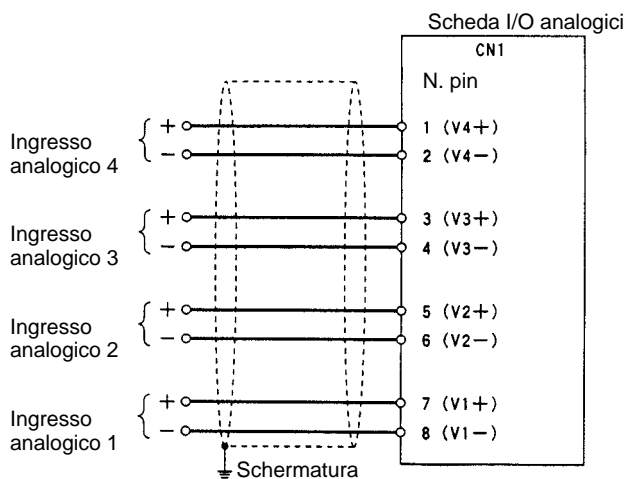 Scheda I/O analogici
CN1
N. pin
Ingresso analogico 4
+
1 (V4+)
−
2 (V4−)
Ingresso analogico 3
+
3 (V3+)
−
4 (V3−)
Ingresso analogico 2
+
5 (V2+)
−
6 (V2−)
Ingresso analogico 1
+
7 (V1+)
−
8 (V1−)
Schermatura